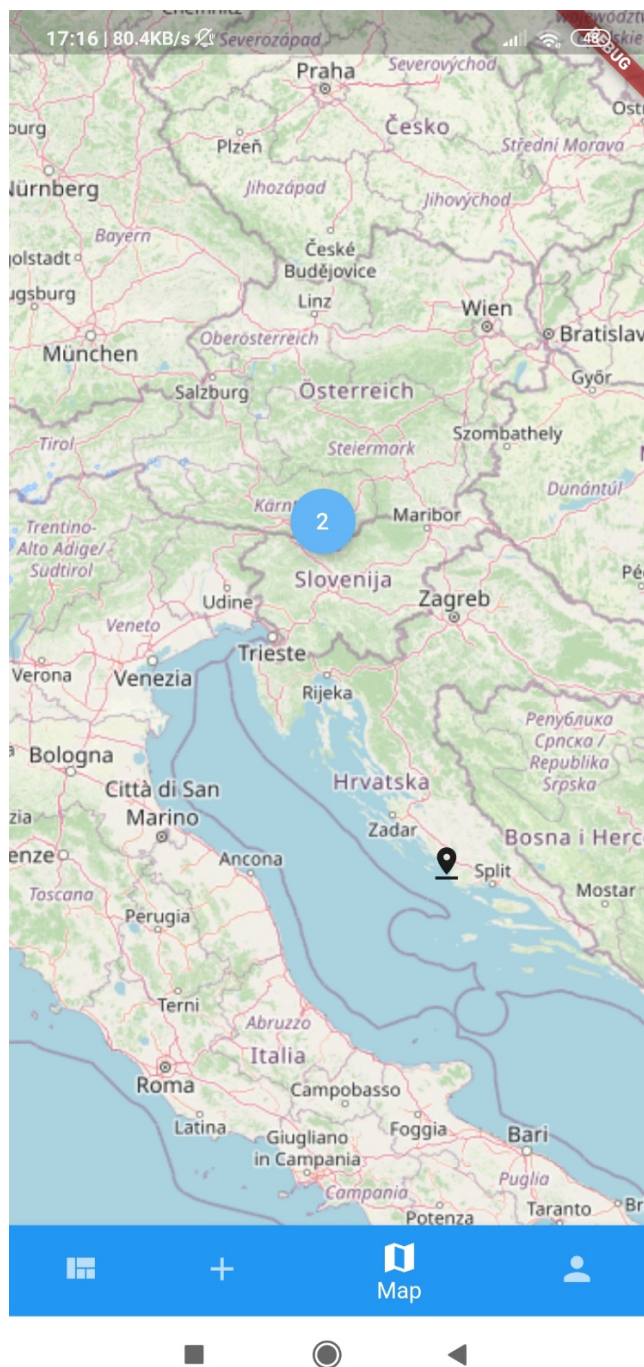 17:16 | 80.4KB/s
48
Severozápad
Severovýchod
Praha
Česko
Plzeň
Střední Morava
Nürnberg
Jihozápad
Jihovýchod
Bayern
České
Budějovice
Linz
Wien
Oberösterreich
Bratislav
München
Győr
Salzburg
Österreich
Szombathely
Tirol
Steiermark
Dunántúl
2
Maribor
Trentino-
Alto Adige/
Südtirol
Slovenija
Udine
Zagreb
Veneto
Trieste
Verona
Venezia
Rijeka
Република
Српска /
Republika
Srpska
Bologna
Hrvatska
Città di San
Marino
Zadar
Bosna i Herc
Ancona
Split
Toscana
Mostar
Perugia
Terni
Abruzzo
Italia
Roma
Campobasso
Latina
Foggia
Giugliano
in Campania
Bari
Campania
Puglia
Potenza
Taranto
Map